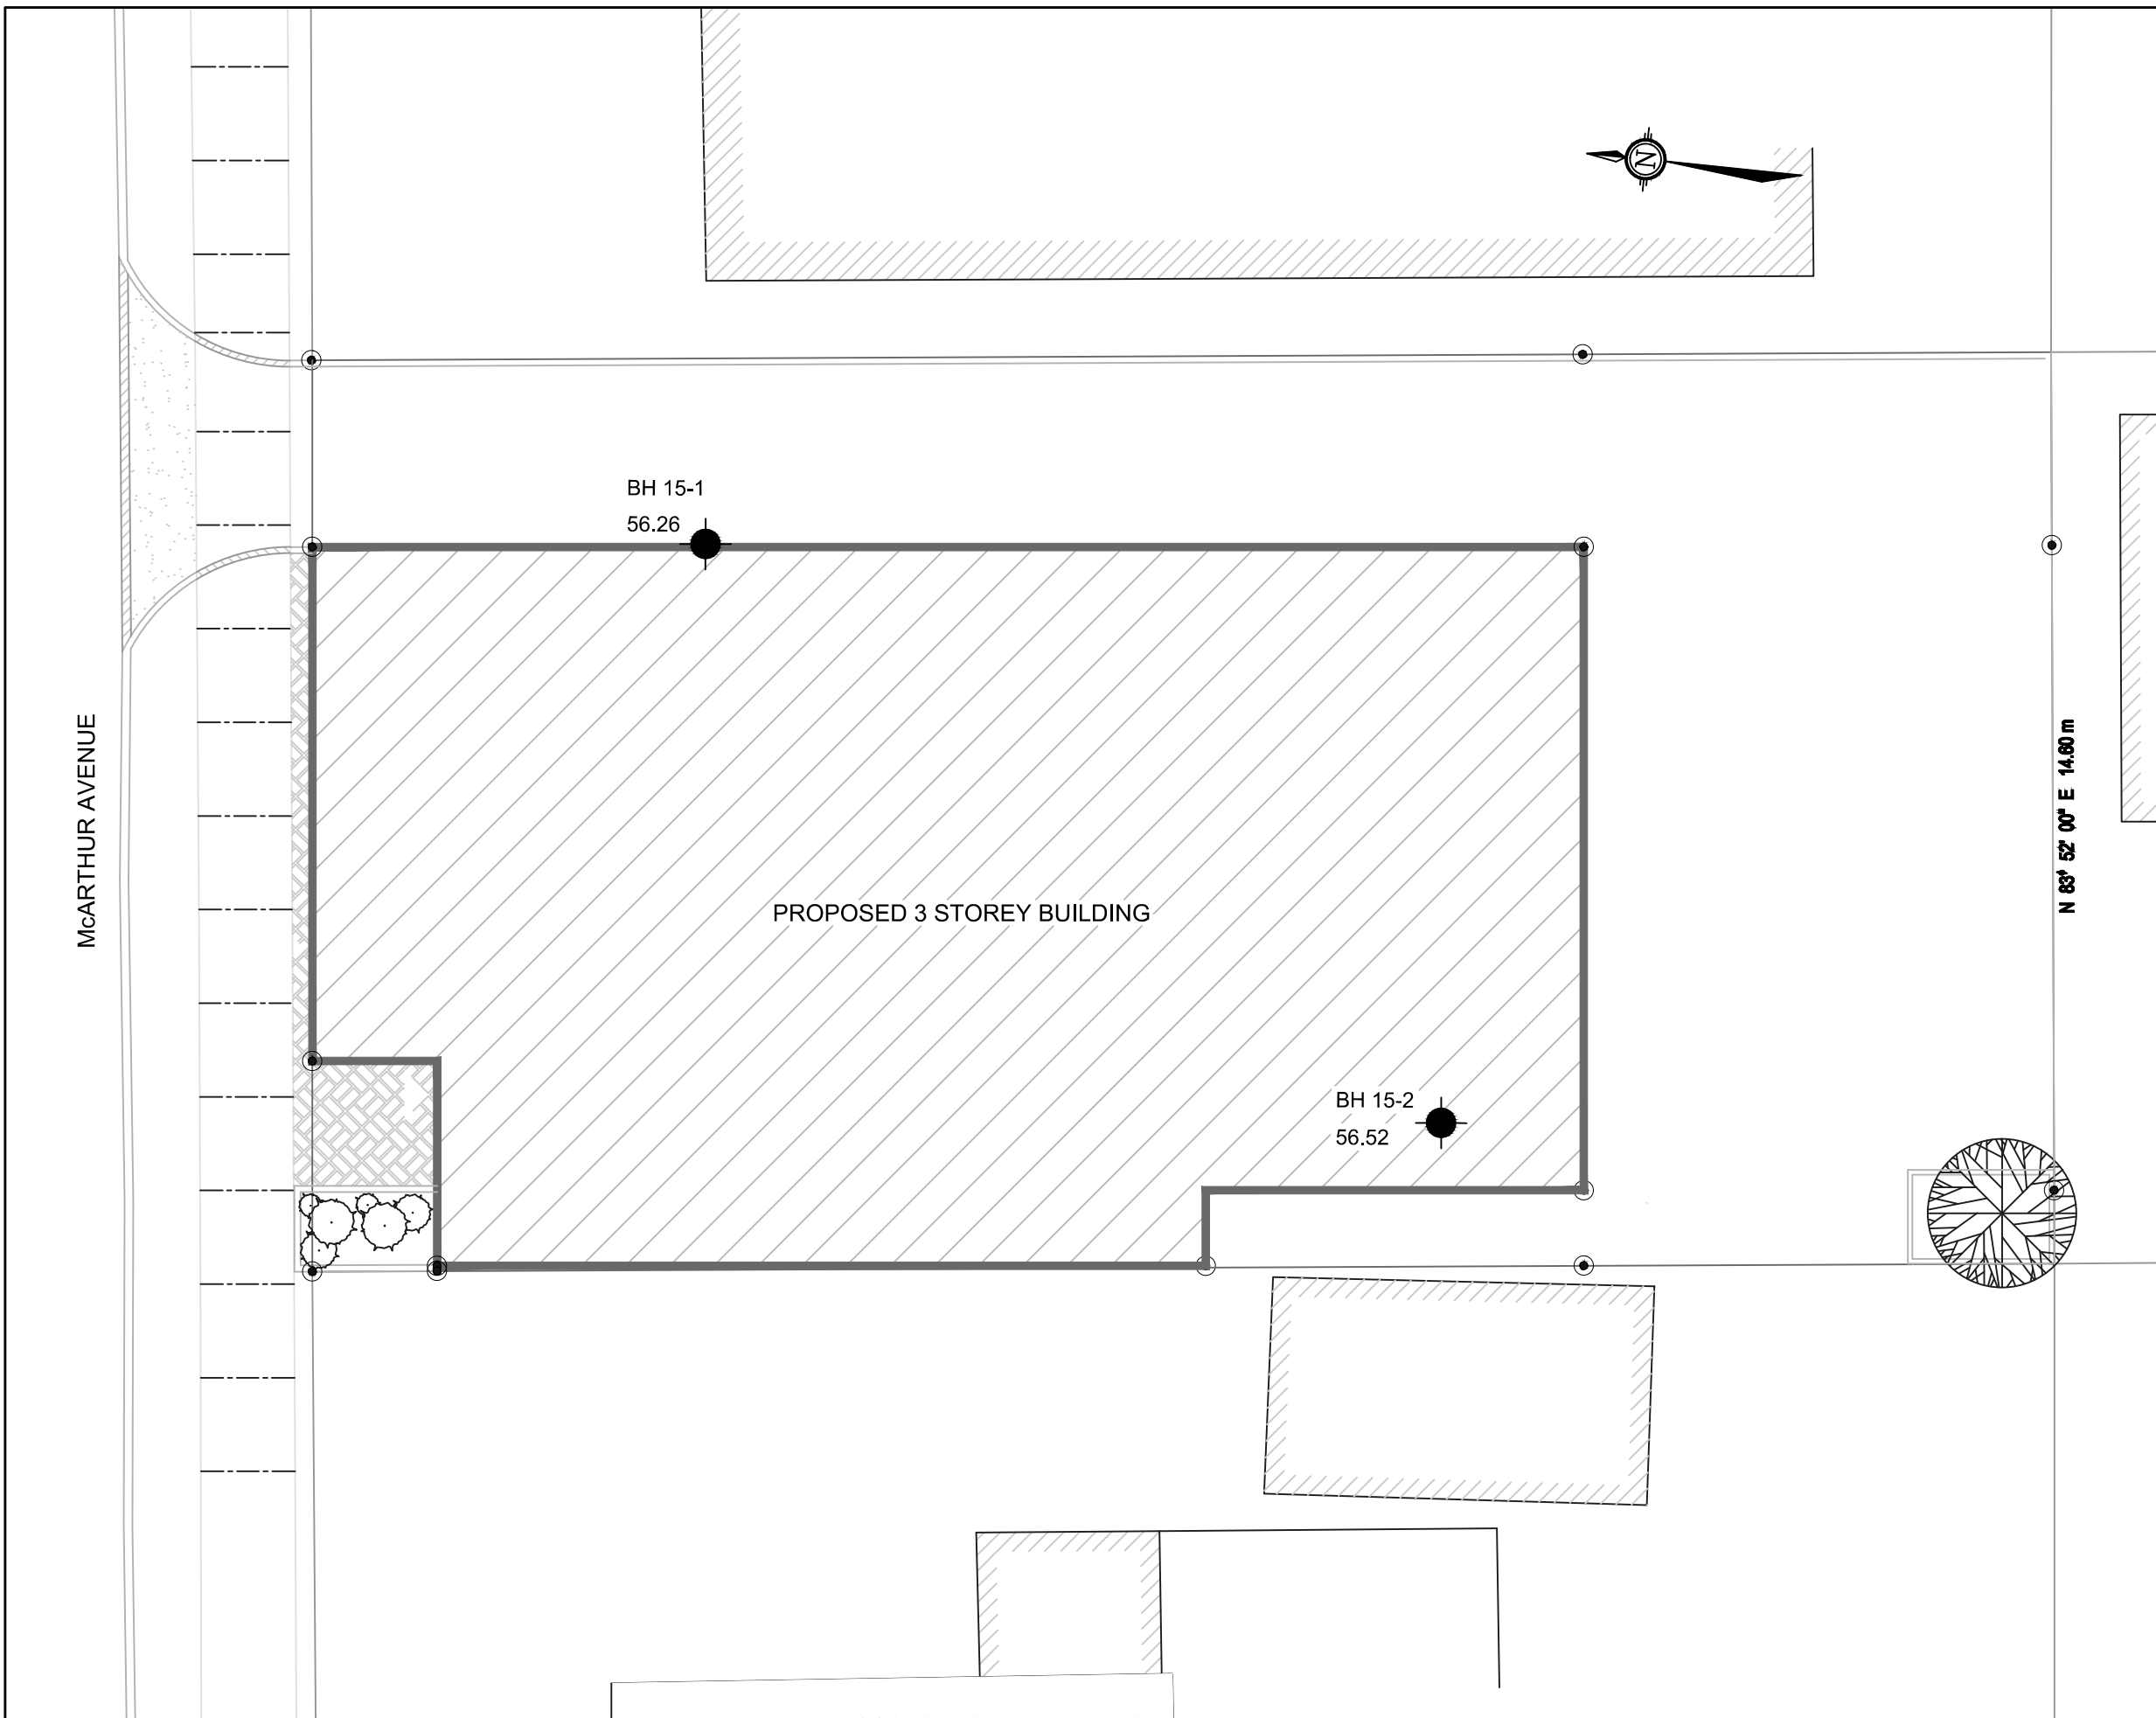 N
BH 15-1
56.26
McARTHUR AVENUE
N 83° 52' 00" E 14.60 m
PROPOSED 3 STOREY BUILDING
BH 15-2
56.52